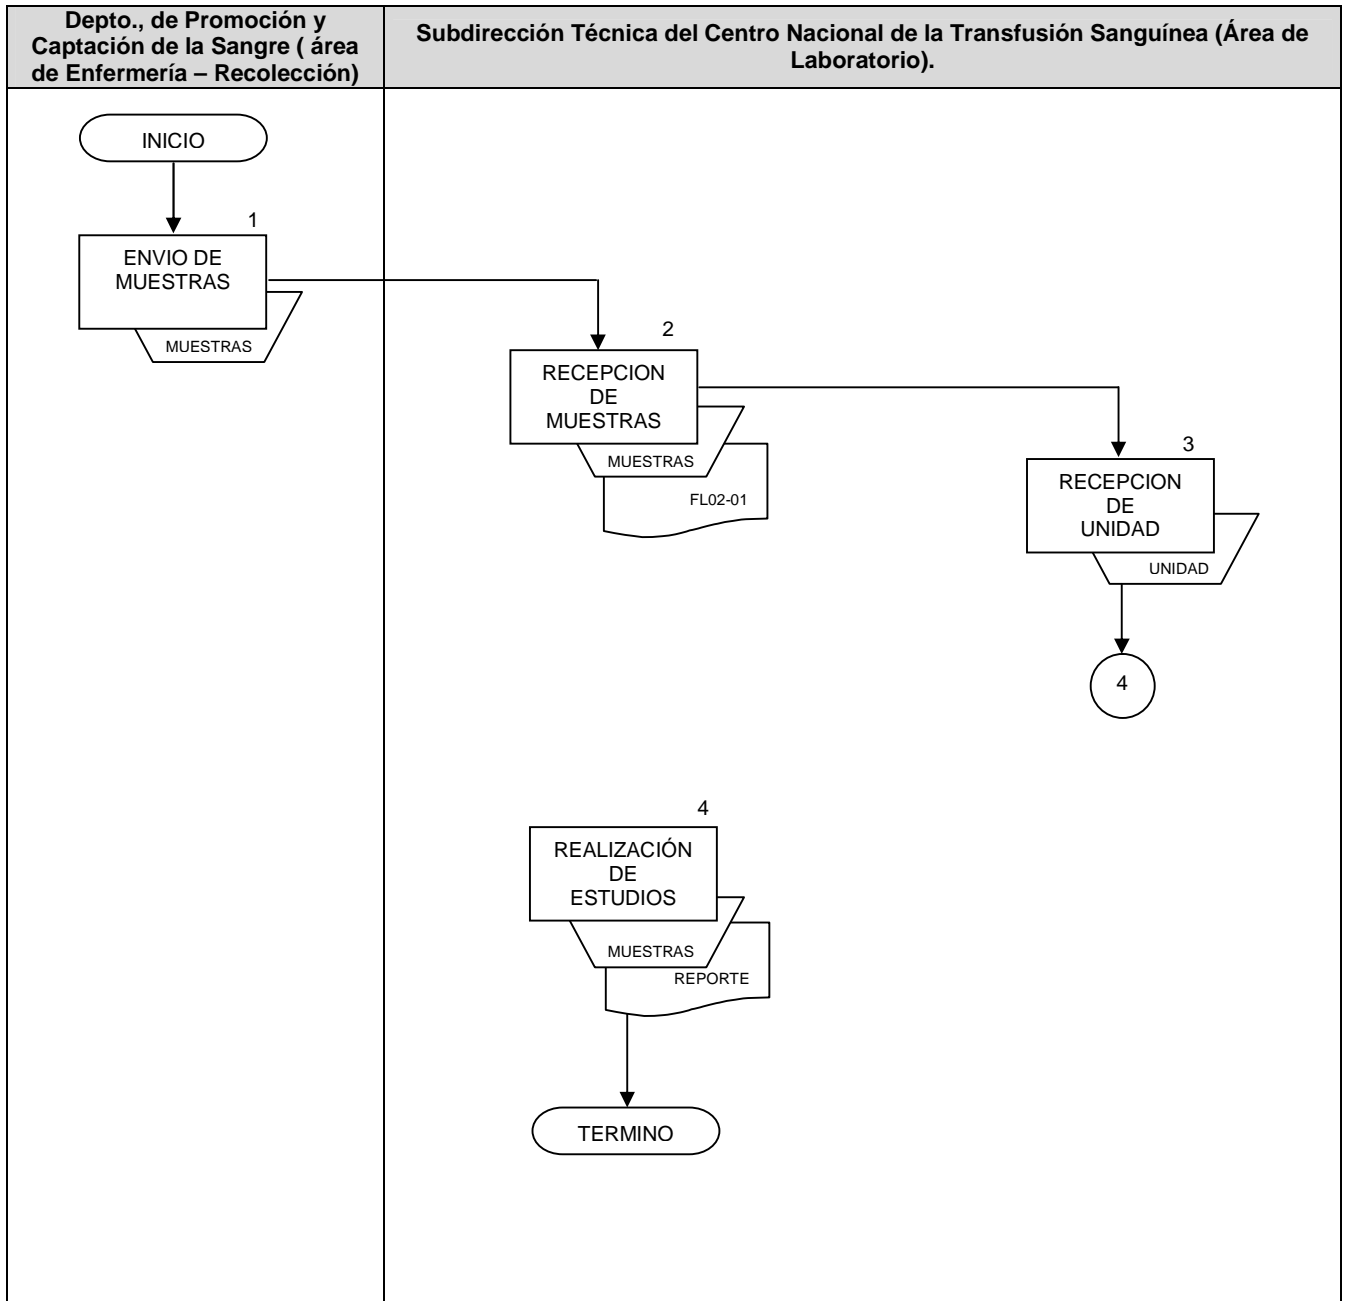 Depto., de Promoción y
Captación de la Sangre ( área
de Enfermería – Recolección)
Subdirección Técnica del Centro Nacional de la Transfusión Sanguínea (Área de
Laboratorio).
INICIO
1
ENVIO DE
MUESTRAS
MUESTRAS
2
RECEPCION
DE
MUESTRAS
MUESTRAS
FL02-01
3
RECEPCION
DE
UNIDAD
UNIDAD
4
4
REALIZACIÓN
DE
ESTUDIOS
MUESTRAS
REPORTE
TERMINO